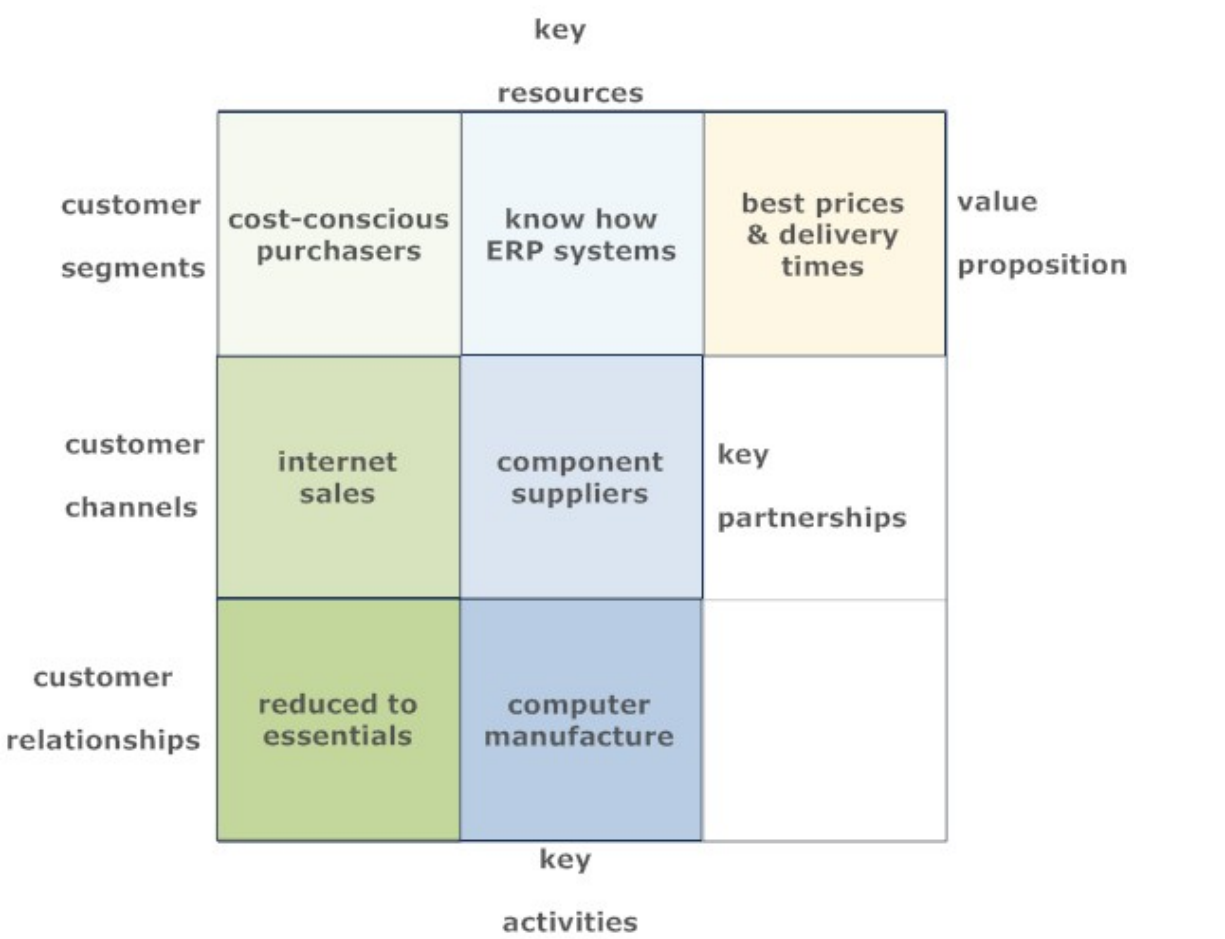 key
resources
customer
segments
cost-conscious
purchasers
know how
ERP systems
best prices
& delivery
times
value
proposition
customer
channels
internet
sales
component
suppliers
key
partnerships
customer
relationships
reduced to
essentials
computer
manufacture
key
activities